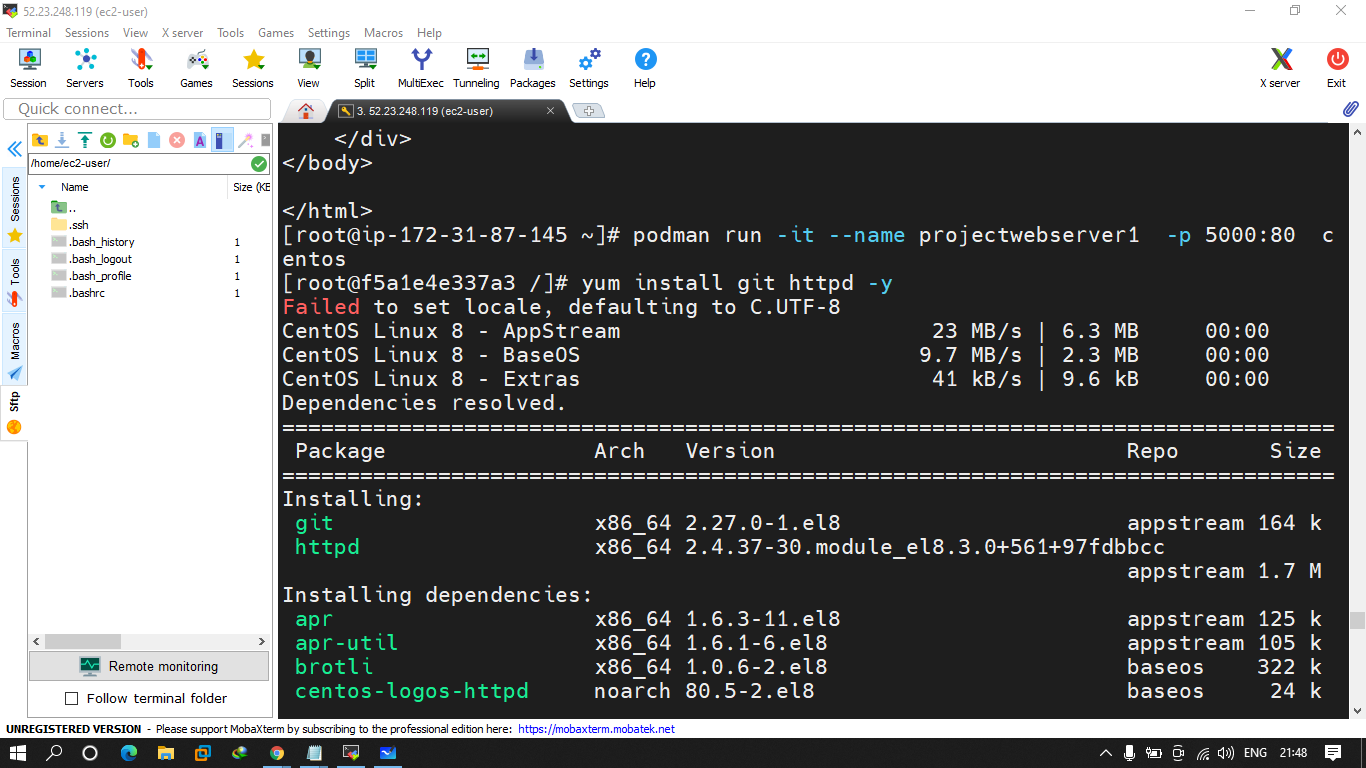 52.23.248.119 (ec2-user)
Terminal Sessions View X server Tools Games Settings Macros Help
Session Servers Tools Games Sessions View Split MultiExec Tunneling Packages Settings Help X server Exit
Quick connect...
3. 52.23.248.119 (ec2-user)
/home/ec2-user/
Name Size (KB
..
.ssh
.bash_history 1
.bash_logout 1
.bash_profile 1
.bashrc 1
Sessions
Tools
Macros
Sftp
Remote monitoring
Follow terminal folder
</div>
</body>
</html>
[root@ip-172-31-87-145 ~]# podman run -it --name projectwebserver1  -p 5000:80  c
entos
[root@f5a1e4e337a3 /]# yum install git httpd -y
Failed to set locale, defaulting to C.UTF-8
CentOS Linux 8 - AppStream 23 MB/s | 6.3 MB 00:00
CentOS Linux 8 - BaseOS 9.7 MB/s | 2.3 MB 00:00
CentOS Linux 8 - Extras 41 kB/s | 9.6 kB 00:00
Dependencies resolved.
================================================================================
Package Arch Version Repo Size
================================================================================
Installing:
git x86_64 2.27.0-1.el8 appstream 164 k
httpd x86_64 2.4.37-30.module_el8.3.0+561+97fdbbcc
appstream 1.7 M
Installing dependencies:
apr x86_64 1.6.3-11.el8 appstream 125 k
apr-util x86_64 1.6.1-6.el8 appstream 105 k
brotli x86_64 1.0.6-2.el8 baseos 322 k
centos-logos-httpd noarch 80.5-2.el8 baseos 24 k
UNREGISTERED VERSION - Please support MobaXterm by subscribing to the professional edition here: https://mobaxterm.mobatek.net
ENG 21:48